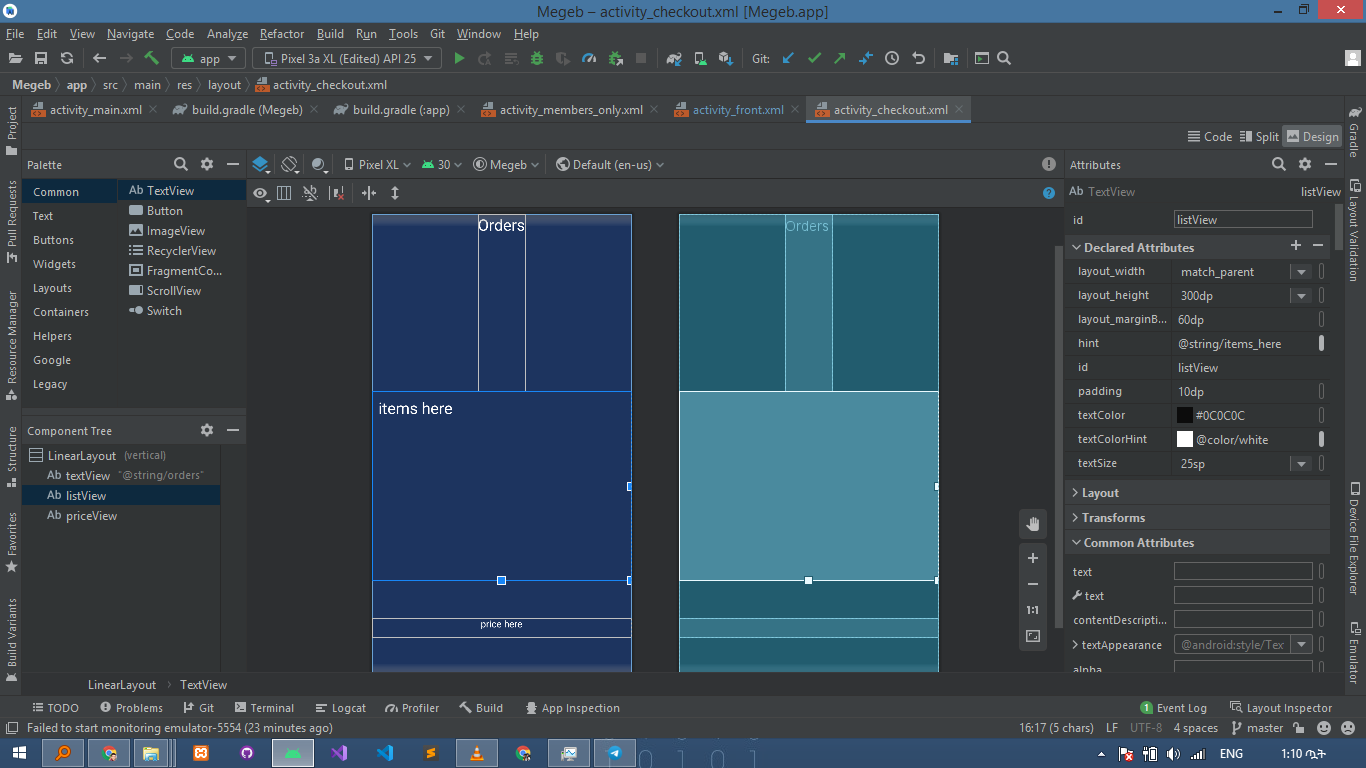 Megeb – activity_checkout.xml [Megeb.app]
File Edit View Navigate Code Analyze Refactor Build Run Tools Git Window Help
app Pixel 3a XL (Edited) API 25 Git:
Megeb app src main res layout activity_checkout.xml
activity_main.xml build.gradle (Megeb) build.gradle (:app) activity_members_only.xml activity_front.xml activity_checkout.xml
Code Split Design
Palette Pixel XL 30 Megeb Default (en-us) Attributes
Common Ab TextView
Text Button
Buttons ImageView
Widgets RecyclerView
Layouts FragmentCo...
Containers ScrollView
Helpers Switch
Google
Legacy
Component Tree
LinearLayout (vertical)
Ab textView "@string/orders"
Ab listView
Ab priceView
Orders
items here
price here
Orders
1:1
Ab TextView listView
id listView
Declared Attributes
layout_width match_parent
layout_height 300dp
layout_marginB... 60dp
hint @string/items_here
id listView
padding 10dp
textColor #0C0C0C
textColorHint @color/white
textSize 25sp
Layout
Transforms
Common Attributes
text
text
contentDescripti...
textAppearance @android:style/Tex
alpha
Project
Pull Requests
Resource Manager
Structure
Favorites
Build Variants
Gradle
Layout Validation
Device File Explorer
Emulator
LinearLayout TextView
TODO Problems Git Terminal Logcat Profiler Build App Inspection 1 Event Log Layout Inspector
Failed to start monitoring emulator-5554 (23 minutes ago) 16:17 (5 chars) LF UTF-8 4 spaces master
ENG 1:10